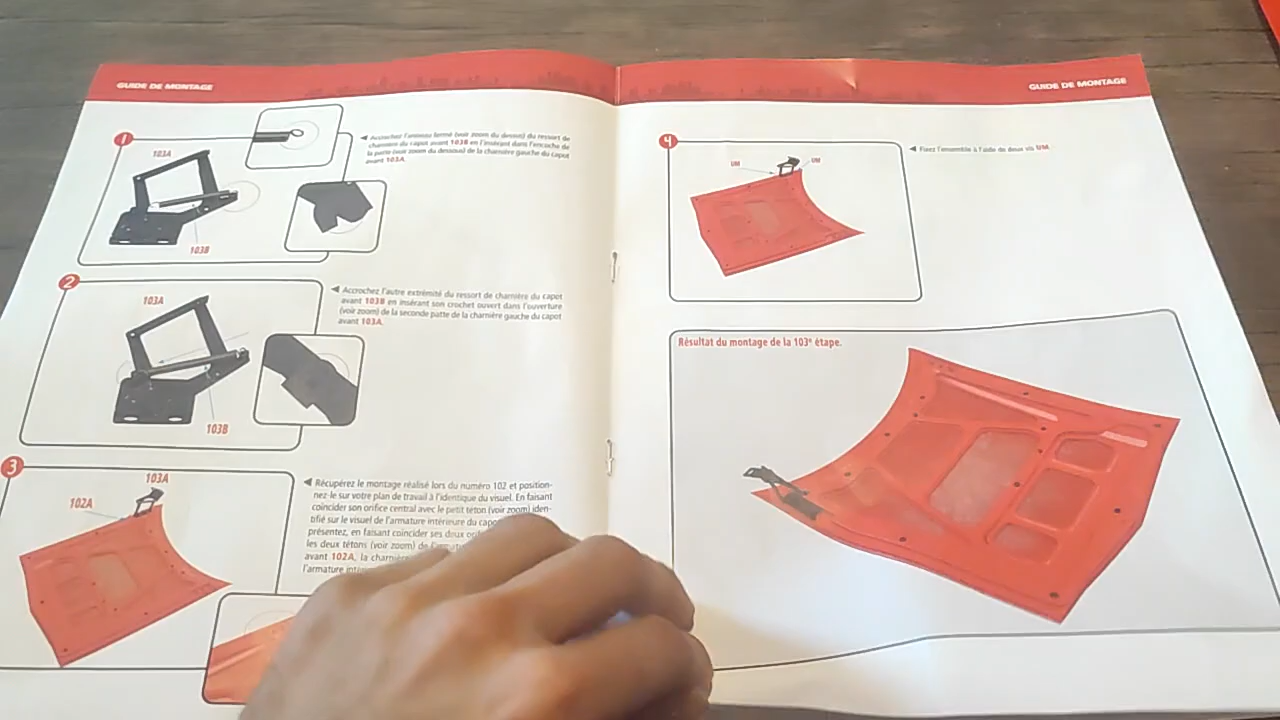 GUIDE DE MONTAGE
1
103A
103B
◄ Accrochez l'anneau fermé (voir zoom du dessus) du ressort de
charnière du capot avant 103B en l'insérant dans l'encoche de
la patte (voir zoom du dessous) de la charnière gauche du capot
avant 103A.
2
103A
103B
◄ Accrochez l'autre extrémité du ressort de charnière du capot
avant 103B en insérant son crochet ouvert dans l'ouverture
(voir zoom) de la seconde patte de la charnière gauche du capot
avant 103A.
3
103A
102A
◄ Récupérez le montage réalisé lors du numéro 102 et position-
nez-le sur votre plan de travail à l'identique du visuel. En faisant
coïncider son orifice central avec le petit téton (voir zoom) iden-
tifié sur le visuel de l'armature intérieure du capot
présentez, en faisant coïncider ses deux
les deux tétons (voir zoom) de
avant 102A, la charnière
l'armature
GUIDE DE MONTAGE
4
UM
UM
◄ Fixez l'ensemble à l'aide de deux vis UM.
Résultat du montage de la 103e étape.